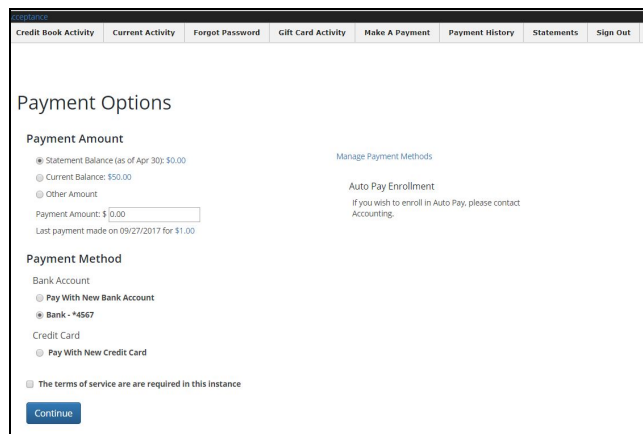 cceptance
Credit Book Activity Current Activity Forgot Password Gift Card Activity Make A Payment Payment History Statements Sign Out
Payment Options
Payment Amount
Statement Balance (as of Apr 30): $0.00
Current Balance: $50.00
Other Amount
Payment Amount: $ 0.00
Last payment made on 09/27/2017 for $1.00
Manage Payment Methods
Auto Pay Enrollment
If you wish to enroll in Auto Pay, please contact
Accounting.
Payment Method
Bank Account
Pay With New Bank Account
Bank - *4567
Credit Card
Pay With New Credit Card
The terms of service are are required in this instance
Continue